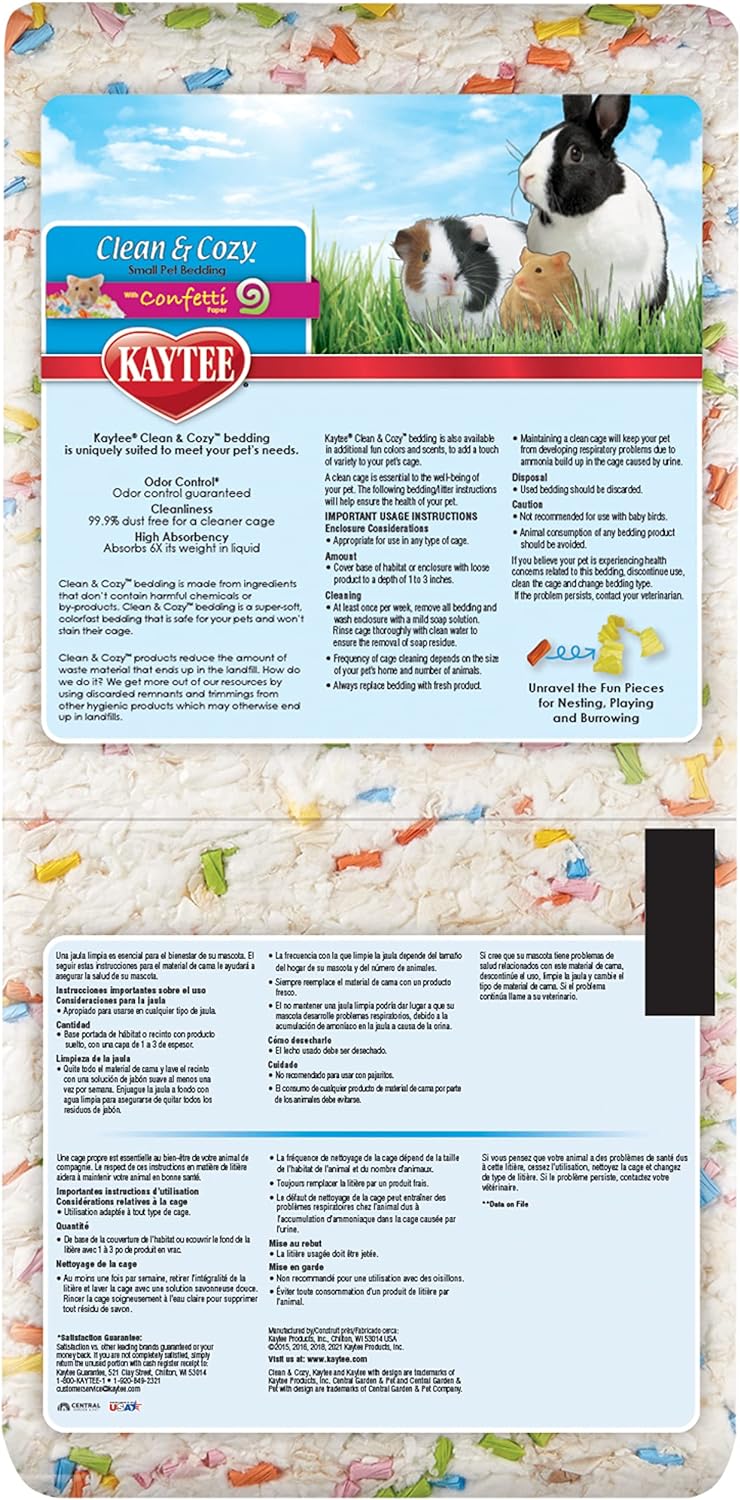 Clean & Cozy™
Small Pet Bedding
With Confetti
Paper
KAYTEE®
Kaytee® Clean & Cozy™ bedding
is uniquely suited to meet your pet's needs.
Odor Control*
Odor control guaranteed
Cleanliness
99.9% dust free for a cleaner cage
High Absorbency
Absorbs 6X its weight in liquid
Clean & Cozy™ bedding is made from ingredients
that don't contain harmful chemicals or
by-products. Clean & Cozy™ bedding is a super-soft,
colorfast bedding that is safe for your pets and won't
stain their cage.
Clean & Cozy™ products reduce the amount of
waste material that ends up in the landfill. How do
we do it? We get more out of our resources by
using discarded remnants and trimmings from
other hygienic products which may otherwise end
up in landfills.
Kaytee® Clean & Cozy™ bedding is also available
in additional fun colors and scents, to add a touch
of variety to your pet's cage.
A clean cage is essential to the well-being of
your pet. The following bedding/litter instructions
will help ensure the health of your pet.
IMPORTANT USAGE INSTRUCTIONS
Enclosure Considerations
• Appropriate for use in any type of cage.
Amount
• Cover base of habitat or enclosure with loose
product to a depth of 1 to 3 inches.
Cleaning
• At least once per week, remove all bedding and
wash enclosure with a mild soap solution.
Rinse cage thoroughly with clean water to
ensure the removal of soap residue.
• Frequency of cage cleaning depends on the size
of your pet's home and number of animals.
• Always replace bedding with fresh product.
• Maintaining a clean cage will keep your pet
from developing respiratory problems due to
ammonia build up in the cage caused by urine.
Disposal
• Used bedding should be discarded.
Caution
• Not recommended for use with baby birds.
• Animal consumption of any bedding product
should be avoided.
If you believe your pet is experiencing health
concerns related to this bedding, discontinue use,
clean the cage and change bedding type.
If the problem persists, contact your veterinarian.
Unravel the Fun Pieces
for Nesting, Playing
and Burrowing
Una jaula limpia es esencial para el bienestar de su mascota. El
seguir estas instrucciones para el material de cama le ayudará a
asegurar la salud de su mascota.
Instrucciones importantes sobre el uso
Consideraciones para la jaula
• Apropiado para usarse en cualquier tipo de jaula.
Cantidad
• Base portada de hábitat o recinto con producto
suelto, con una capa de 1 a 3 de espesor.
Limpieza de la jaula
• Quite todo el material de cama y lave el recinto
con una solución de jabón suave al menos una
vez por semana. Enjuague la jaula a fondo con
agua limpia para asegurarse de quitar todos los
residuos de jabón.
• La frecuencia con la que limpie la jaula depende del tamaño
del hogar de su mascota y del número de animales.
• Siempre reemplace el material de cama con un producto
fresco.
• El no mantener una jaula limpia podría dar lugar a que su
mascota desarrolle problemas respiratorios, debido a la
acumulación de amoníaco en la jaula a causa de la orina.
Cómo desecharlo
• El lecho usado debe ser desechado.
Cuidado
• No recomendado para usar con pajaritos.
• El consumo de cualquier producto de material de cama por parte
de los animales debe evitarse.
Si cree que su mascota tiene problemas de
salud relacionados con este material de cama,
descontinúe el uso, limpie la jaula y cambie el
tipo de material de cama. Si el problema
continúa llame a su veterinario.
Une cage propre est essentielle au bien-être de votre animal de
compagnie. Le respect de ces instructions en matière de litière
aidera à maintenir votre animal en bonne santé.
Importantes instructions d'utilisation
Considérations relatives à la cage
• Utilisation adaptée à tout type de cage.
Quantité
• De base de la couverture de l'habitat ou ecouvrir le fond de la
litière avec 1 à 3 po de produit en vrac.
Nettoyage de la cage
• Au moins une fois par semaine, retirer l'intégralité de la
litière et laver la cage avec une solution savonneuse douce.
Rincer la cage soigneusement à l'eau claire pour supprimer
tout résidu de savon.
• La fréquence de nettoyage de la cage dépend de la taille
de l'habitat de l'animal et du nombre d'animaux.
• Toujours remplacer la litière par un produit frais.
• Le défaut de nettoyage de la cage peut entraîner des
problèmes respiratoires chez l'animal dus à
l'accumulation d'ammoniaque dans la cage causée par
l'urine.
Mise au rebut
• La litière usagée doit être jetée.
Mise en garde
• Non recommandé pour une utilisation avec des oisillons.
• Éviter toute consommation d'un produit de litière par
l'animal.
Si vous pensez que votre animal a des problèmes de santé dus
à cette litière, cessez l'utilisation, nettoyez la cage et changez
de type de litière. Si le problème persiste, contactez votre
vétérinaire.
**Data on File
*Satisfaction Guarantee:
Satisfaction vs. other leading brands guaranteed or your
money back. If you are not completely satisfied, simply
return the unused portion with cash register receipt to:
Kaytee Guarantee, 521 Clay Street, Chilton, WI 53014
1-800-KAYTEE-1 • 1-920-849-2321
customerservice@kaytee.com
CENTRAL
USA
Manufactured by/Construit près/Fabricado cerca:
Kaytee Products, Inc., Chilton, WI 53014 USA
©2015, 2016, 2018, 2021 Kaytee Products, Inc.
Visit us at: www.kaytee.com
Clean & Cozy, Kaytee and Kaytee with design are trademarks of
Kaytee Products, Inc. Central Garden & Pet and Central Garden &
Pet with design are trademarks of Central Garden & Pet Company.